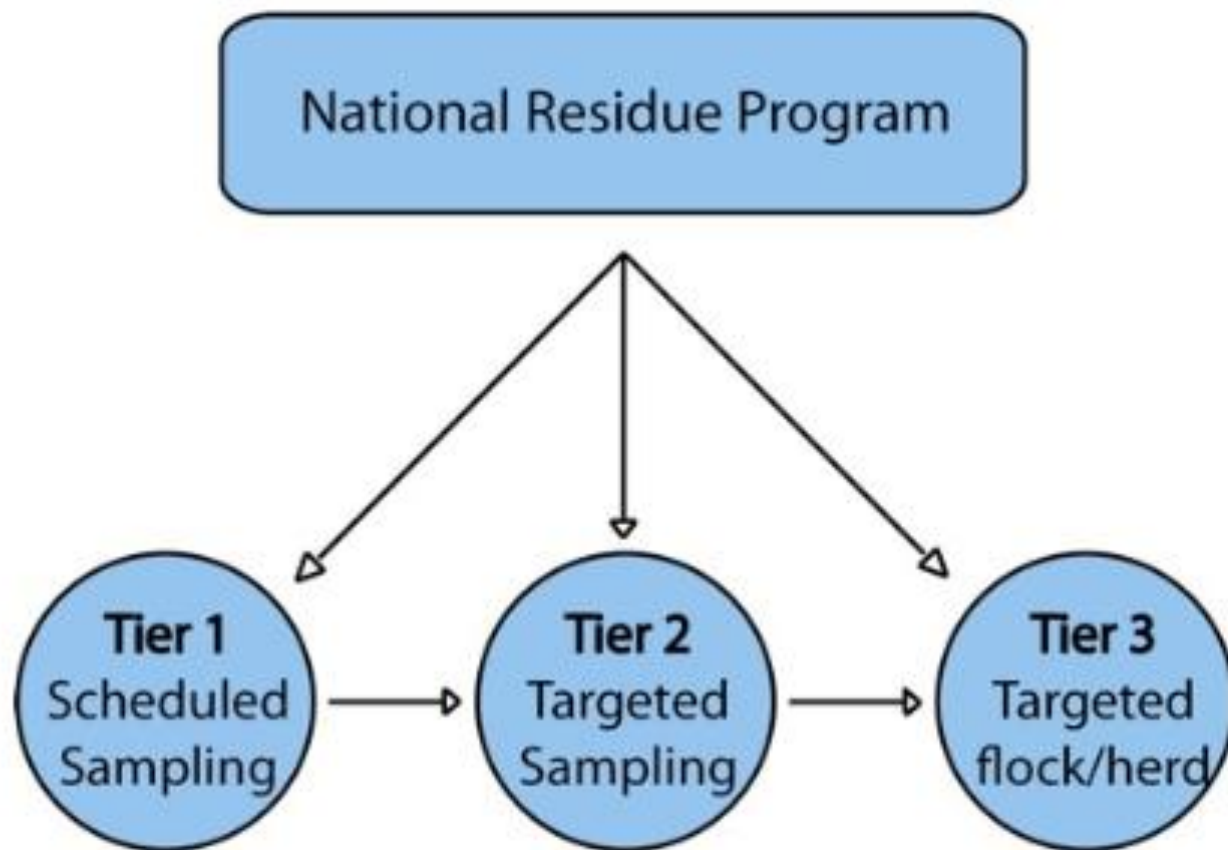 National Residue Program
Tier 1
Scheduled
Sampling
Tier 2
Targeted
Sampling
Tier 3
Targeted
flock/herd